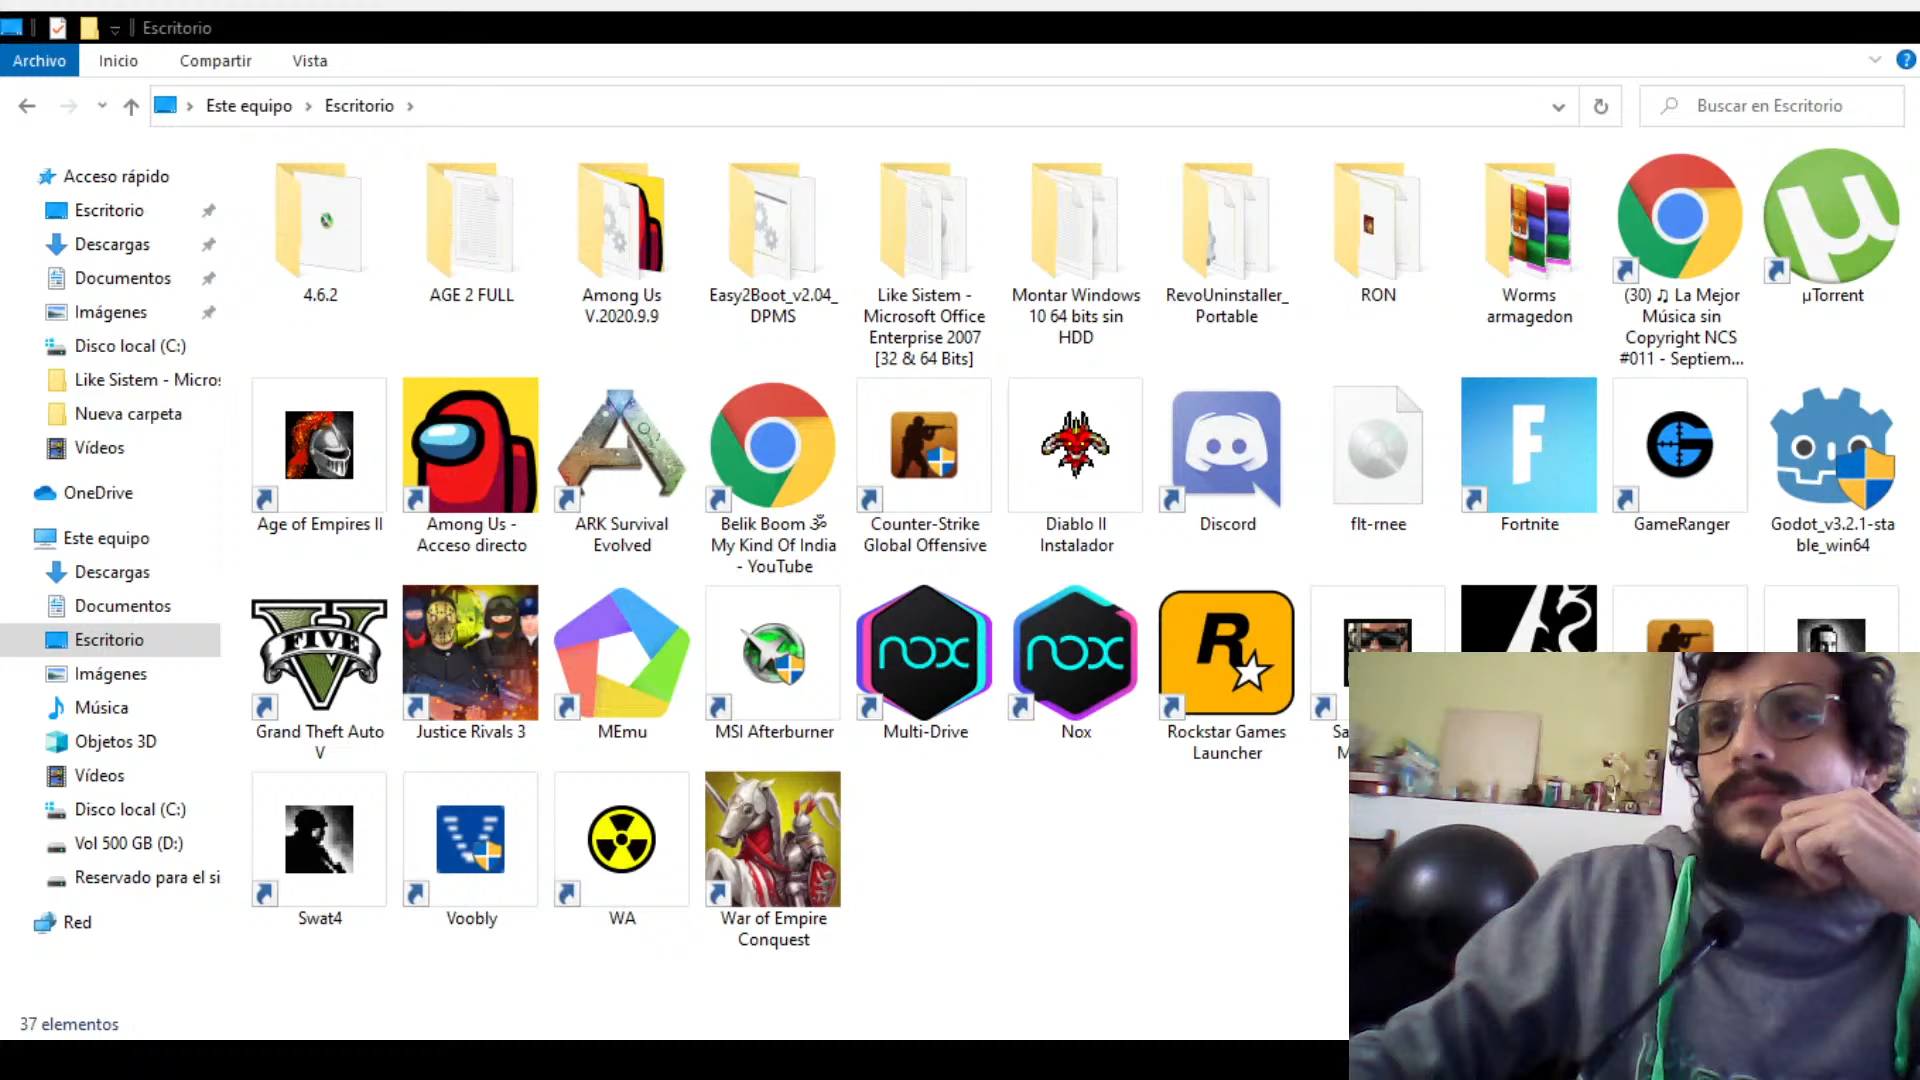 Escritorio
Archivo Inicio Compartir Vista
Este equipo Escritorio
Buscar en Escritorio
Acceso rápido
Escritorio
Descargas
Documentos
Imágenes
Disco local (C:)
Like Sistem - Micro
Nueva carpeta
Vídeos
OneDrive
Este equipo
Descargas
Documentos
Escritorio
Imágenes
Música
Objetos 3D
Vídeos
Disco local (C:)
Vol 500 GB (D:)
Reservado para el si
Red
4.6.2
AGE 2 FULL
Among Us
V.2020.9.9
Easy2Boot_v2.04_
DPMS
Like Sistem -
Microsoft Office
Enterprise 2007
[32 & 64 Bits]
Montar Windows
10 64 bits sin
HDD
RevoUninstaller_
Portable
RON
Worms
armagedon
(30) ♫ La Mejor
Música sin
Copyright NCS
#011 - Septiem...
µTorrent
Age of Empires II
Among Us -
Acceso directo
ARK Survival
Evolved
Belik Boom ॐ
My Kind Of India
- YouTube
Counter-Strike
Global Offensive
Diablo II
Instalador
Discord
flt-rnee
Fortnite
GameRanger
Godot_v3.2.1-sta
ble_win64
FIVE
Grand Theft Auto
V
Justice Rivals 3
MEmu
MSI Afterburner
nox
Multi-Drive
nox
Nox
R
Rockstar Games
Launcher
Sa
M
Swat4
Voobly
WA
War of Empire
Conquest
37 elementos